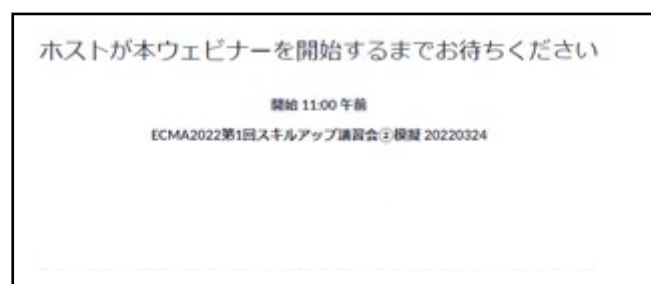 ホストが本ウェビナーを開始するまでお待ちください
開始 11:00 午前
ECMA2022第1回スキルアップ講習会②模擬 20220324